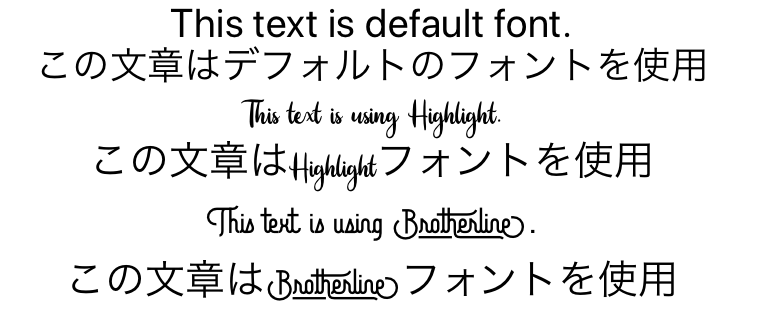 This text is default font.
この文章はデフォルトのフォントを使用
This text is using Highlight.
この文章はHighlightフォントを使用
This text is using Brotherline.
この文章はBrotherlineフォントを使用